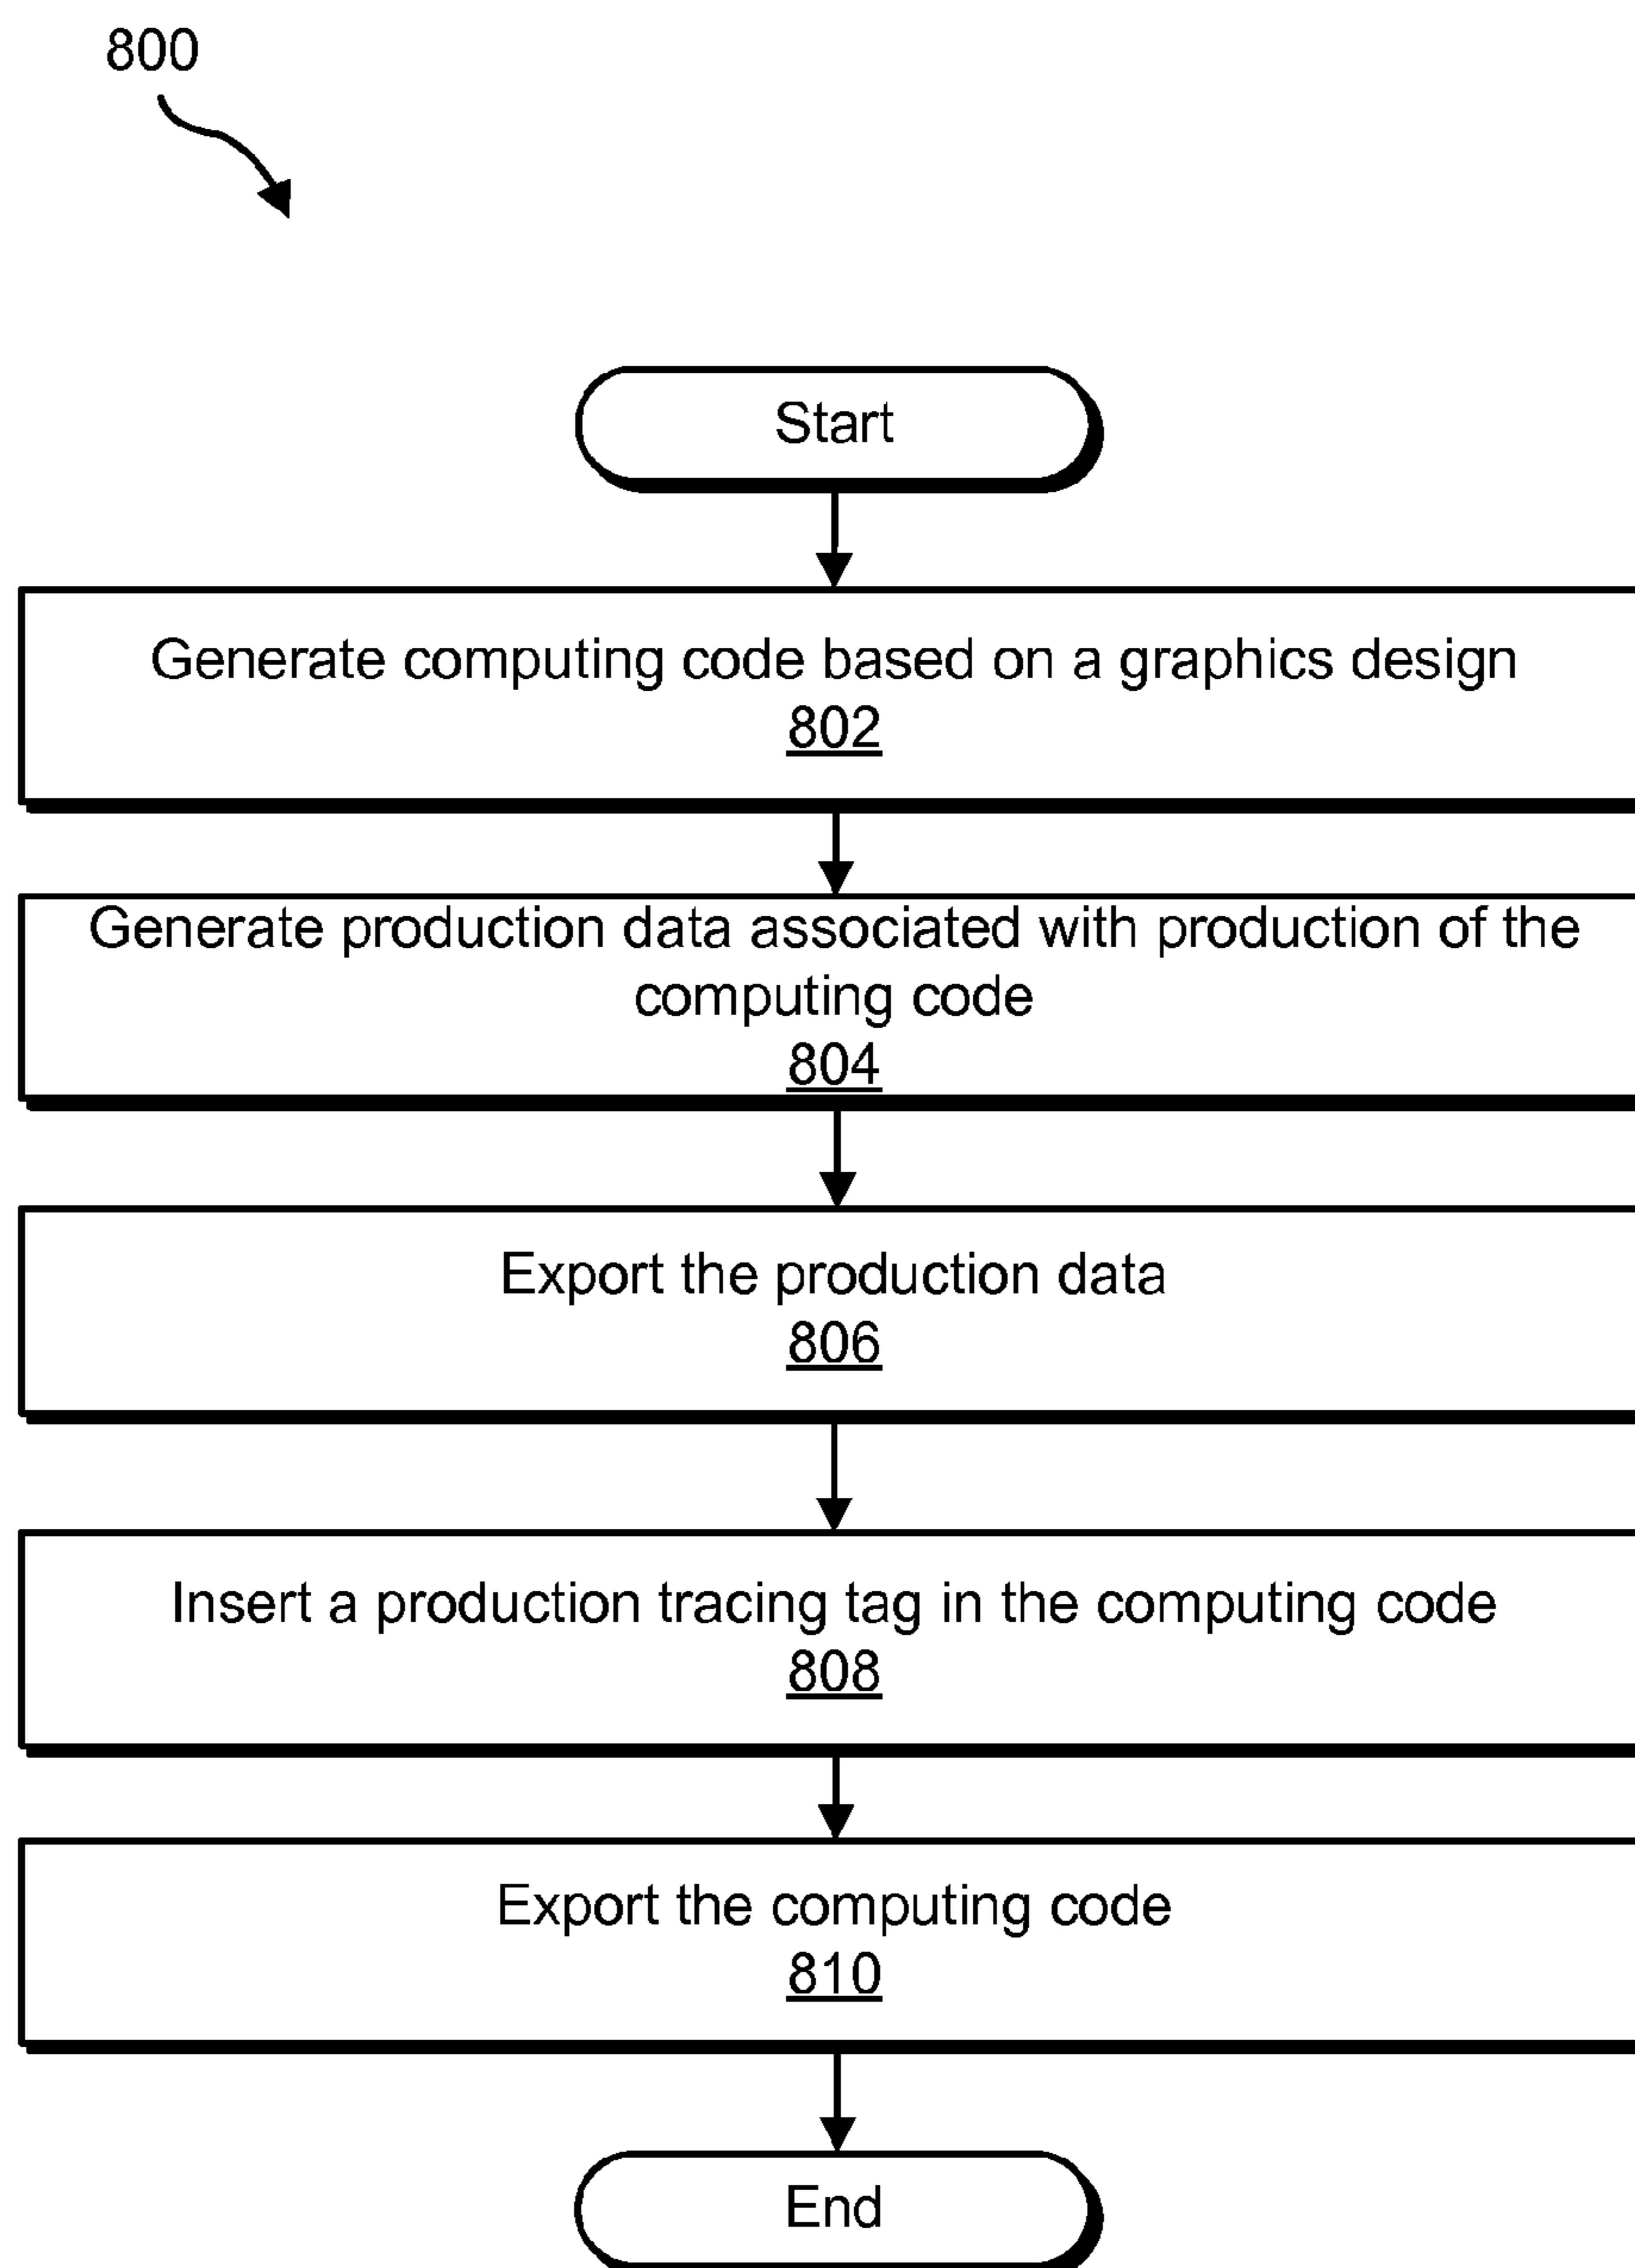 800
Start
Generate computing code based on a graphics design
802
Generate production data associated with production of the
computing code
804
Export the production data
806
Insert a production tracing tag in the computing code
808
Export the computing code
810
End